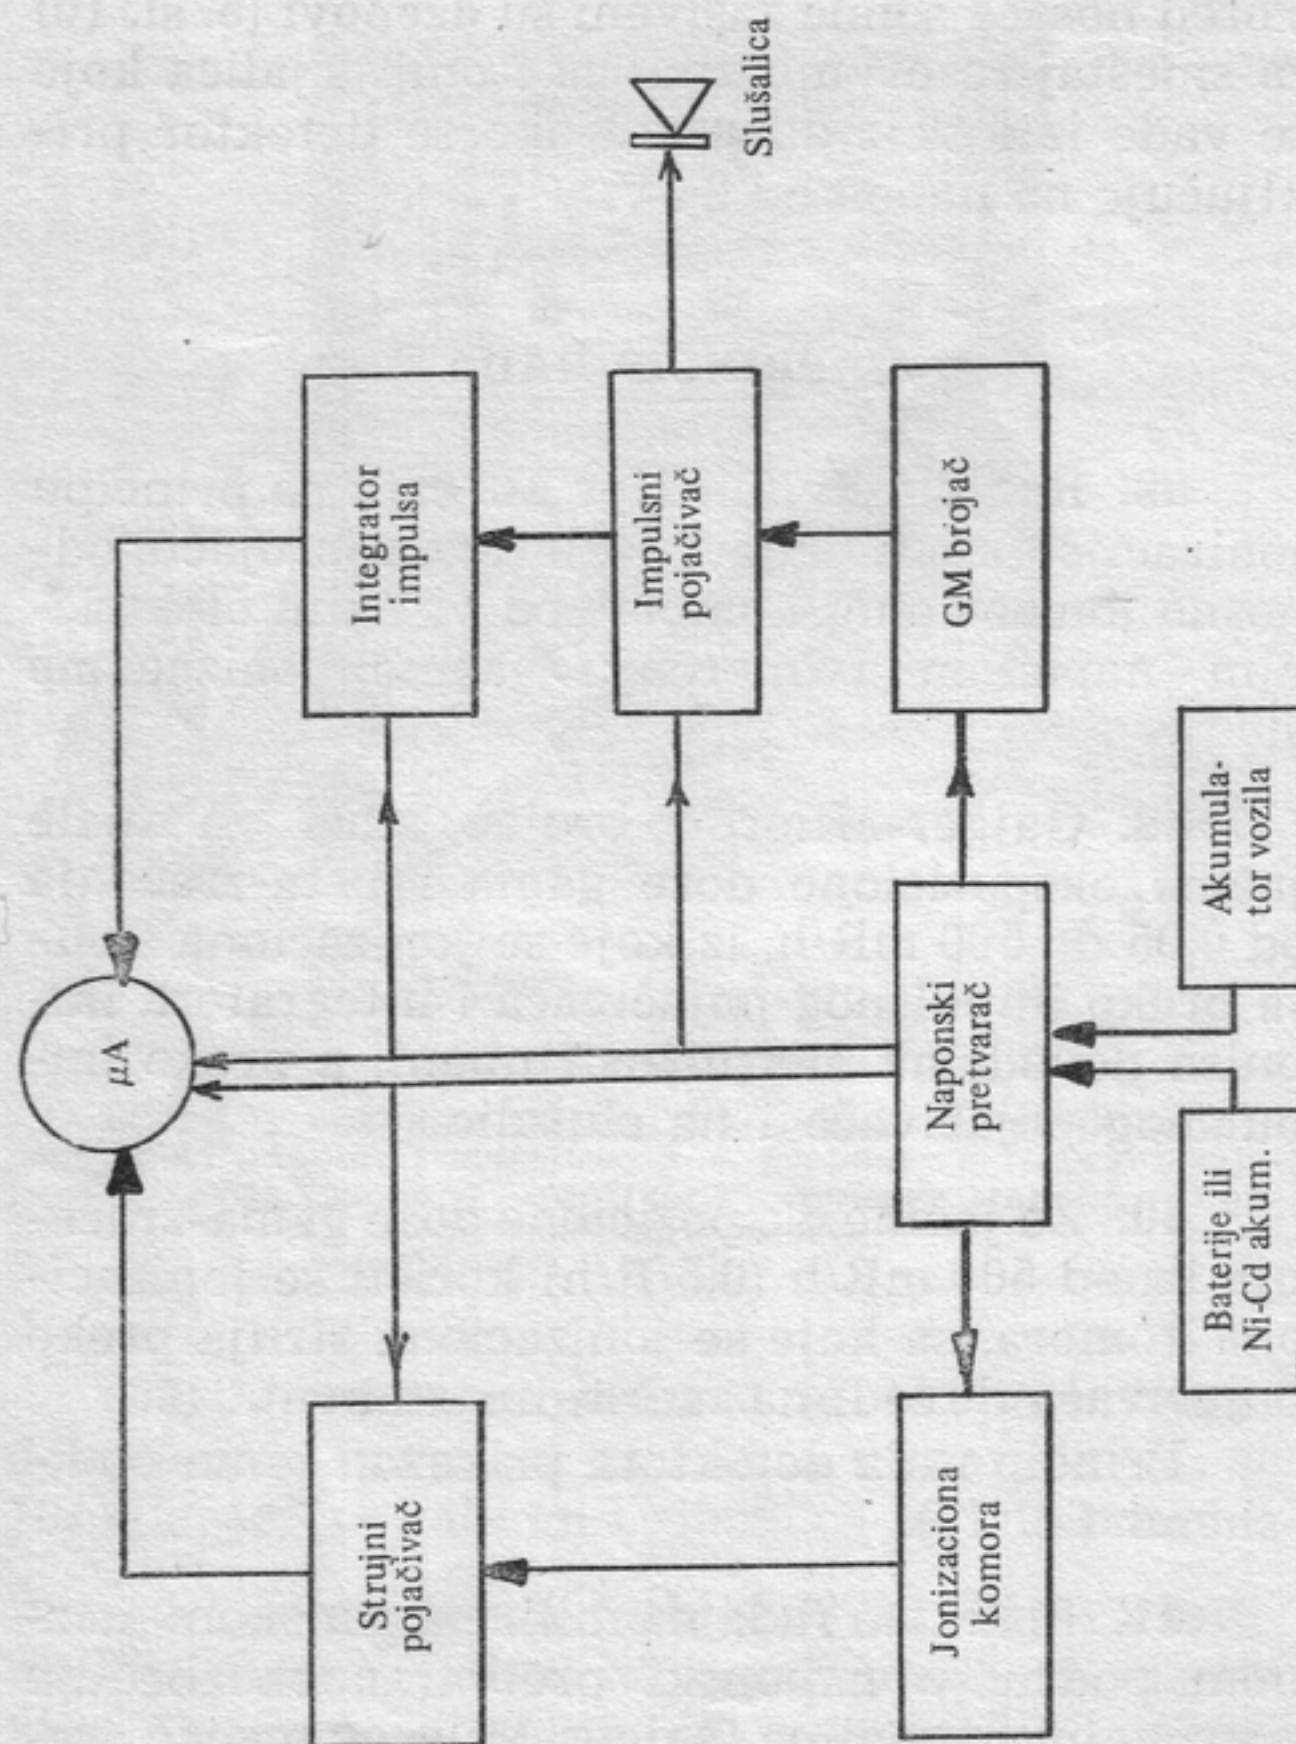 μA
Strujni
pojačivač
Integrator
impulsa
Impulsni
pojačivač
Slušalica
Jonizaciona
komora
Naponski
pretvarač
GM brojač
Baterije ili
Ni-Cd akum.
Akumula-
tor vozila